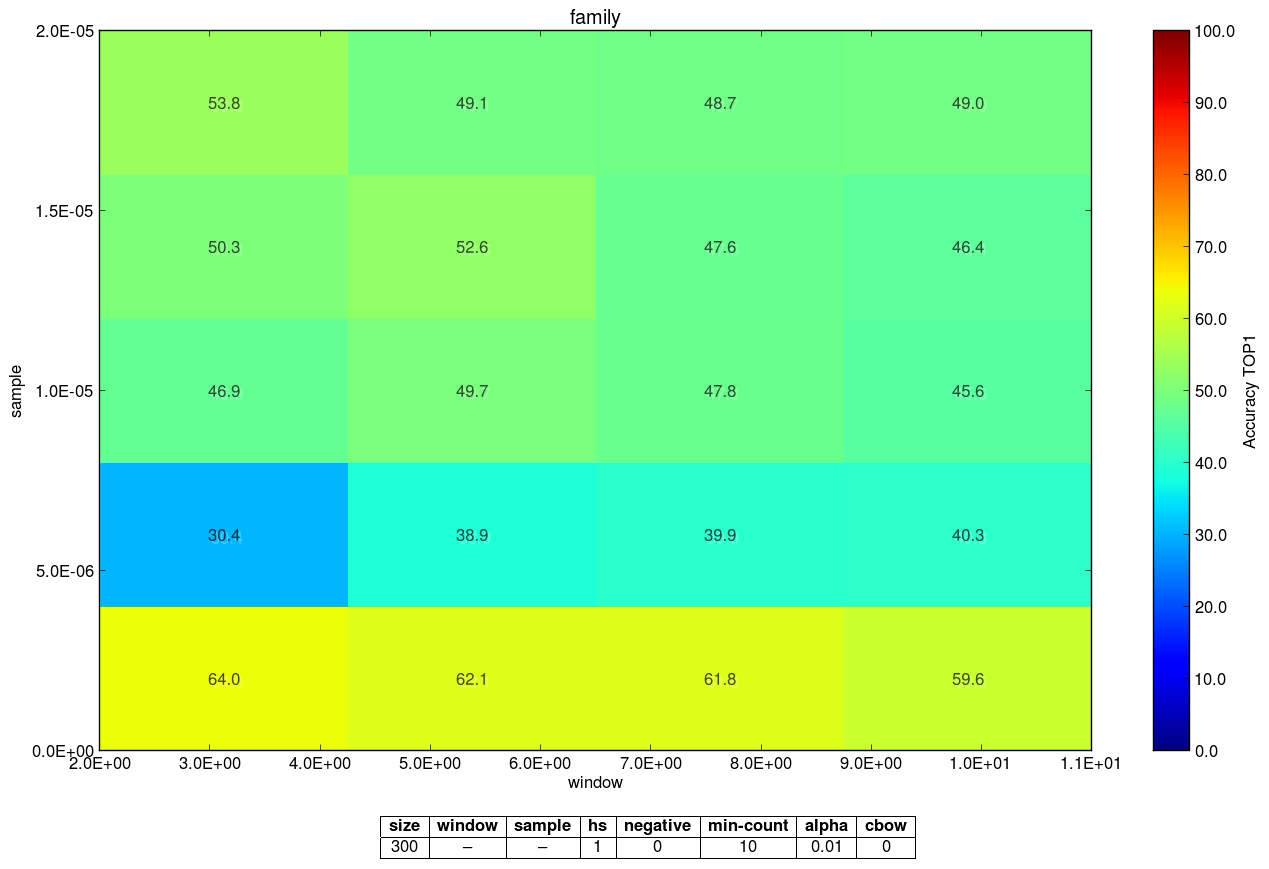 family
2.0E-05
53.8 49.1 48.7 49.0
1.5E-05
50.3 52.6 47.6 46.4
1.0E-05
46.9 49.7 47.8 45.6
30.4 38.9 39.9 40.3
5.0E-06
64.0 62.1 61.8 59.6
0.0E+00
sample
2.0E+00 3.0E+00 4.0E+00 5.0E+00 6.0E+00 7.0E+00 8.0E+00 9.0E+00 1.0E+01 1.1E+01
window
100.0
90.0
80.0
70.0
60.0
50.0
40.0
30.0
20.0
10.0
0.0
Accuracy TOP1
size window sample hs negative min-count alpha cbow
300 – – 1 0 10 0.01 0